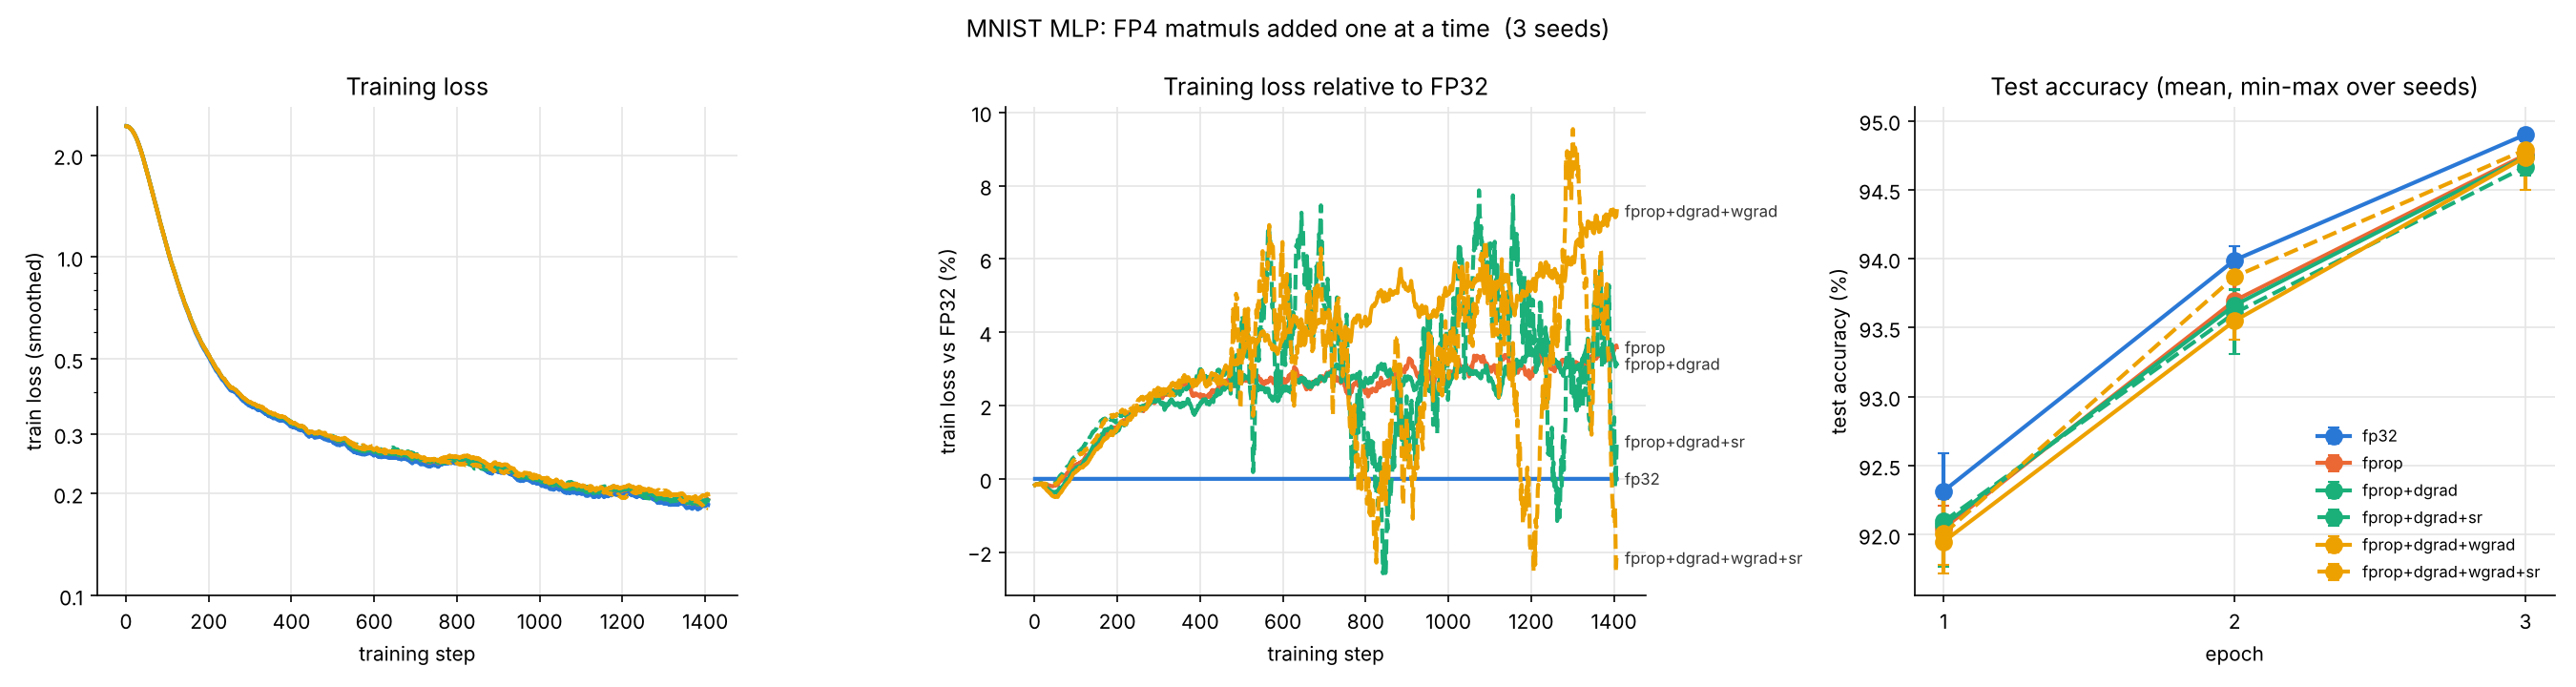 MNIST MLP: FP4 matmuls added one at a time (3 seeds)
Training loss
train loss (smoothed)
2.0
1.0
0.5
0.3
0.2
0.1
0 200 400 600 800 1000 1200 1400
training step
Training loss relative to FP32
train loss vs FP32 (%)
10
8
6
4
2
0
−2
fprop+dgrad+wgrad
fprop
fprop+dgrad
fprop+dgrad+sr
fp32
fprop+dgrad+wgrad+sr
0 200 400 600 800 1000 1200 1400
training step
Test accuracy (mean, min-max over seeds)
test accuracy (%)
95.0
94.5
94.0
93.5
93.0
92.5
92.0
fp32
fprop
fprop+dgrad
fprop+dgrad+sr
fprop+dgrad+wgrad
fprop+dgrad+wgrad+sr
1 2 3
epoch